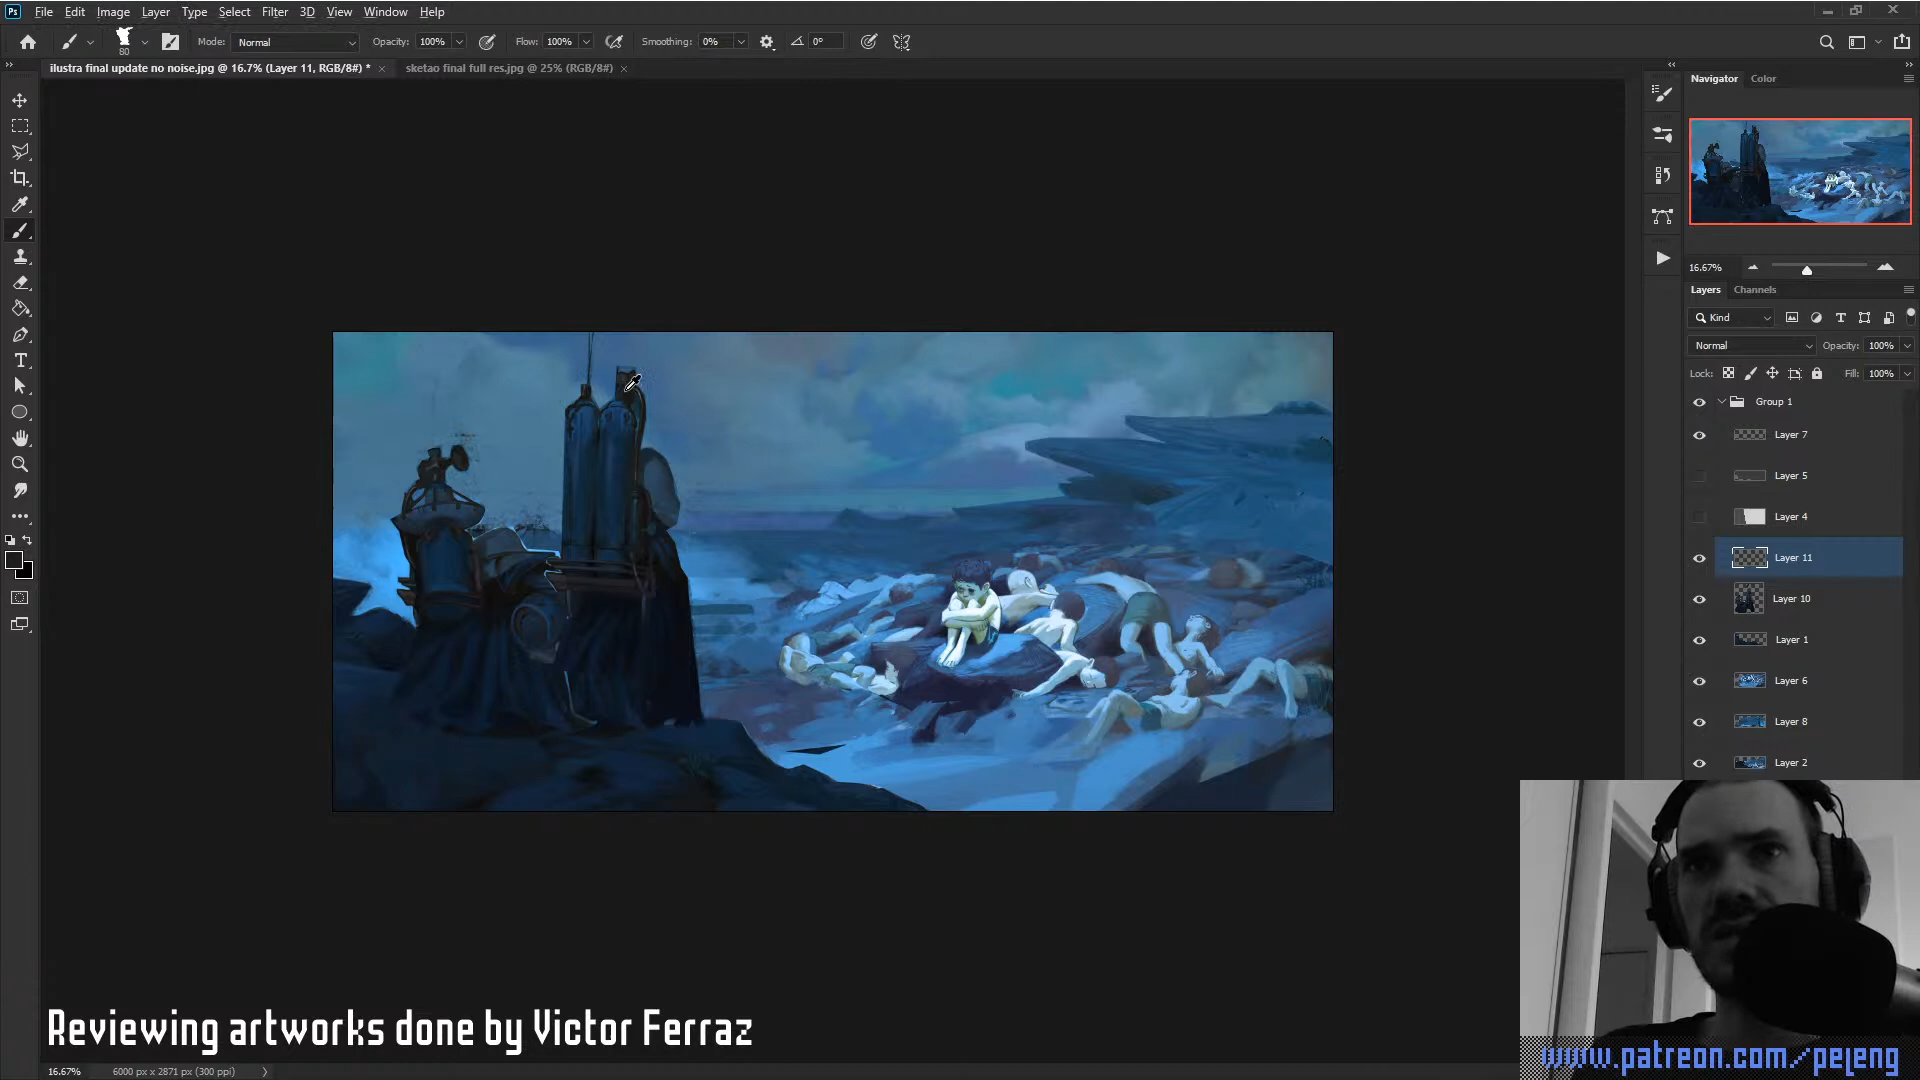 Ps File Edit Image Layer Type Select Filter 3D View Window Help
80 Mode: Normal Opacity: 100% Flow: 100% Smoothing: 0% 0°
ilustra final update no noise.jpg @ 16.7% (Layer 11, RGB/8#) * × sketao final full res.jpg @ 25% (RGB/8#) ×
Navigator Color
16.67%
Layers Channels
Kind
Normal Opacity: 100%
Lock: Fill: 100%
Group 1
Layer 7
Layer 5
Layer 4
Layer 11
Layer 10
Layer 1
Layer 6
Layer 8
Layer 2
Reviewing artworks done by Victor Ferraz
www.patreon.com/peleng
16.67% 6000 px x 2871 px (300 ppi)